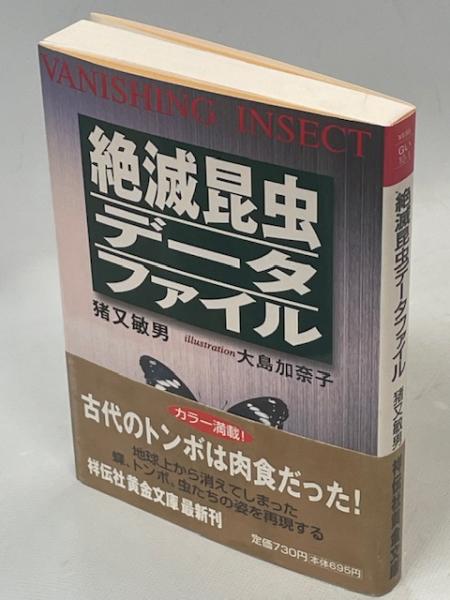 VANISHING INSECT
絶滅昆虫
データ
ファイル
猪又敏男
illustration 大島加奈子
カラー満載!
古代のトンボは肉食だった!
地球上から消えてしまった
蝶、トンボ、虫たちの姿を再現する
祥伝社黄金文庫 最新刊
定価730円 本体695円
絶滅昆虫データファイル
猪又敏男
祥伝社黄金文庫